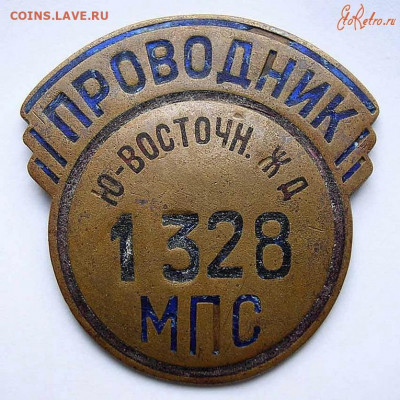 COINS.LAVE.RU
EtoRetro.ru
ПРОВОДНИК
Ю-ВОСТОЧН. Ж Д
1328
МПС